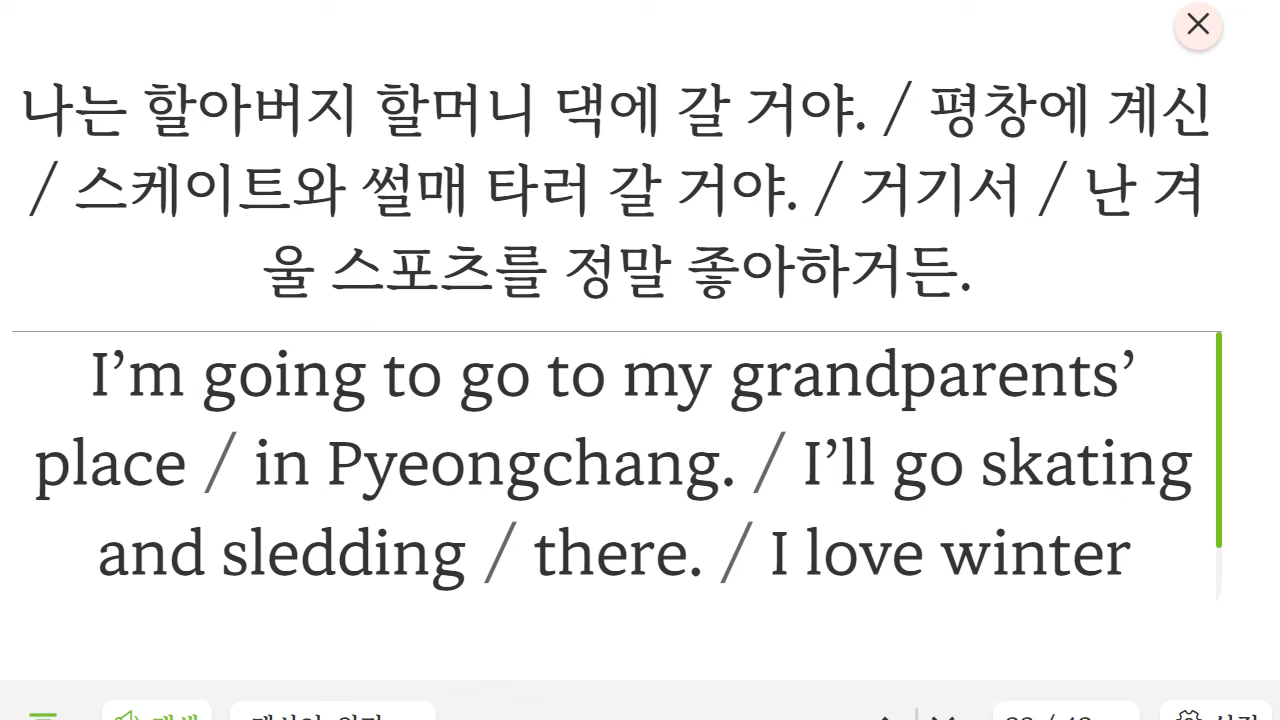 나는 할아버지 할머니 댁에 갈 거야. / 평창에 계신
/ 스케이트와 썰매 타러 갈 거야. / 거기서 / 난 겨
울 스포츠를 정말 좋아하거든.
I’m going to go to my grandparents’
place / in Pyeongchang. / I’ll go skating
and sledding / there. / I love winter